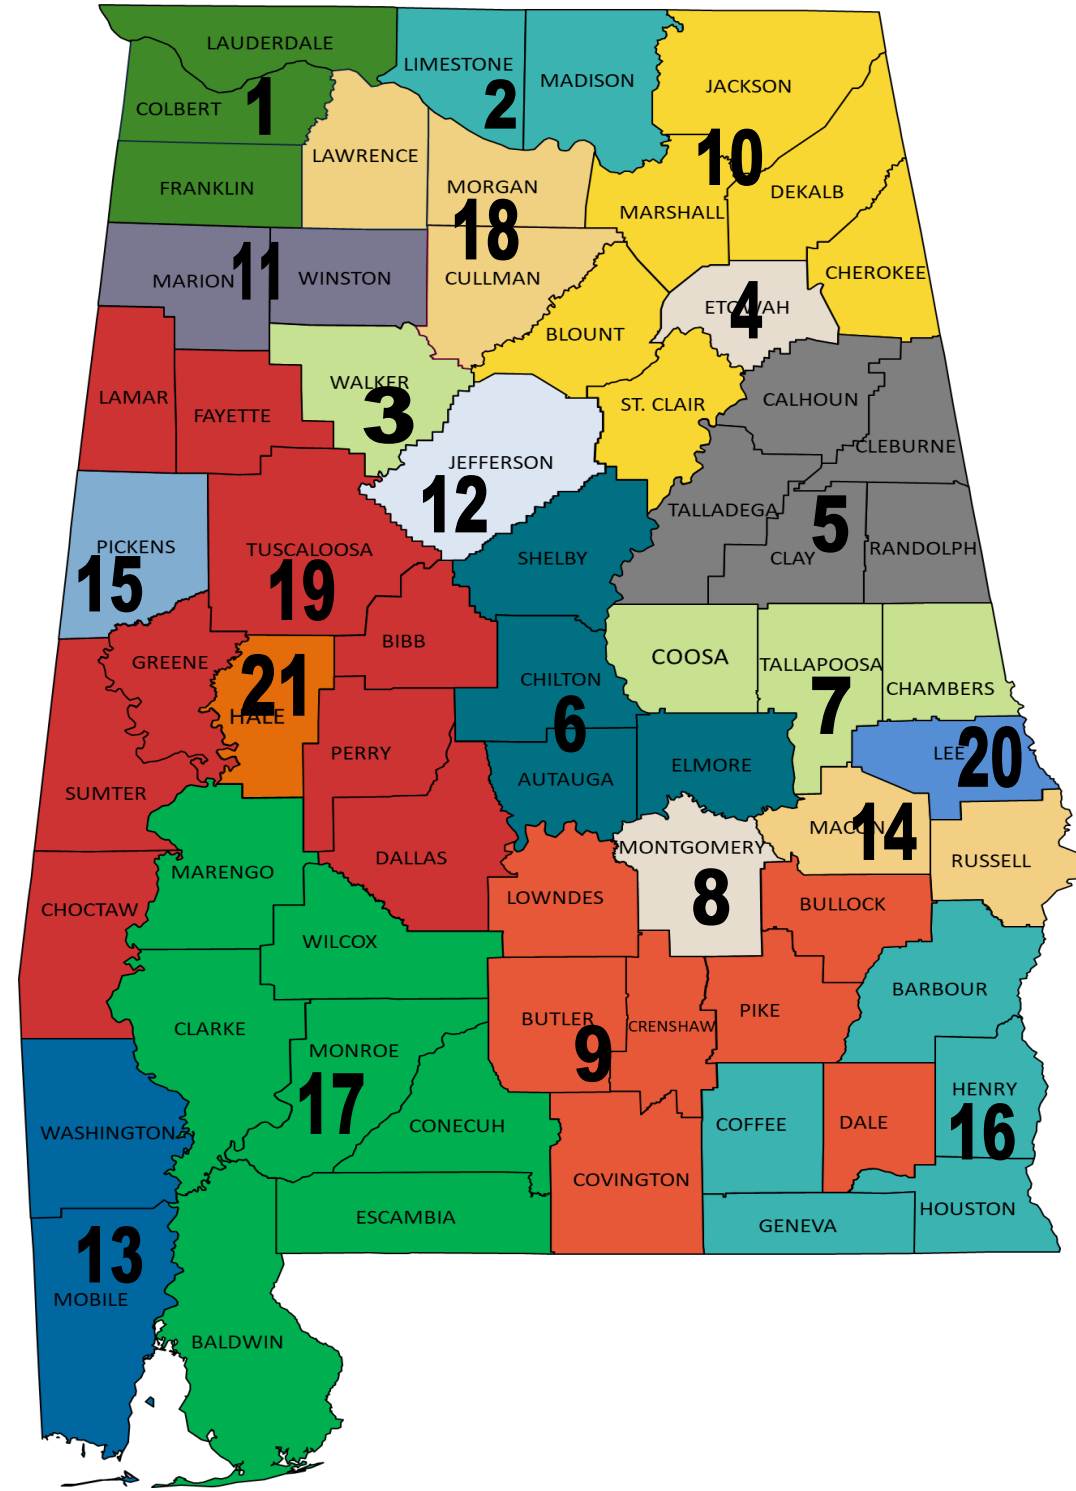 LAUDERDALE
LIMESTONE
MADISON
JACKSON
COLBERT
1
2
LAWRENCE
10
FRANKLIN
MORGAN
DEKALB
MARSHALL
18
MARION
11
WINSTON
CULLMAN
CHEROKEE
ETOWAH
4
BLOUNT
WALKER
3
LAMAR
FAYETTE
ST. CLAIR
CALHOUN
CLEBURNE
JEFFERSON
12
TALLADEGA
5
PICKENS
15
TUSCALOOSA
19
SHELBY
CLAY
RANDOLPH
GREENE
BIBB
COOSA
TALLAPOOSA
7
CHAMBERS
21
HALE
CHILTON
6
PERRY
AUTAUGA
ELMORE
LEE
20
SUMTER
MACON
14
DALLAS
MONTGOMERY
8
RUSSELL
MARENGO
LOWNDES
BULLOCK
CHOCTAW
WILCOX
BARBOUR
CLARKE
BUTLER
9
CRENSHAW
PIKE
MONROE
17
HENRY
16
WASHINGTON
CONECUH
COFFEE
DALE
COVINGTON
ESCAMBIA
GENEVA
HOUSTON
13
MOBILE
BALDWIN